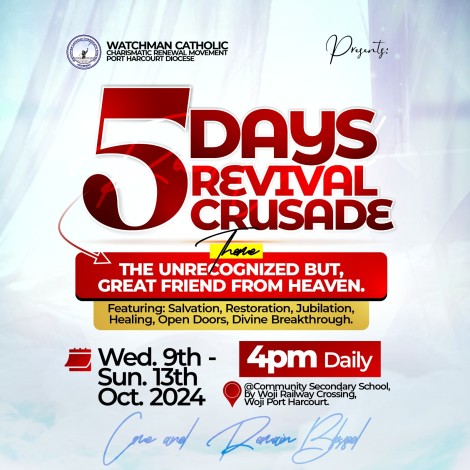 WATCHMAN CATHOLIC
CHARISMATIC RENEWAL MOVEMENT
PORT HARCOURT DIOCESE
Presents:
5 DAYS
REVIVAL
CRUSADE
Theme
THE UNRECOGNIZED BUT,
GREAT FRIEND FROM HEAVEN.
Featuring: Salvation, Restoration, Jubilation,
Healing, Open Doors, Divine Breakthrough.
Wed. 9th -
Sun. 13th
Oct. 2024
4pm Daily
@Community Secondary School,
By Woji Railway Crossing,
Woji Port Harcourt.
Come and Remain Blessed